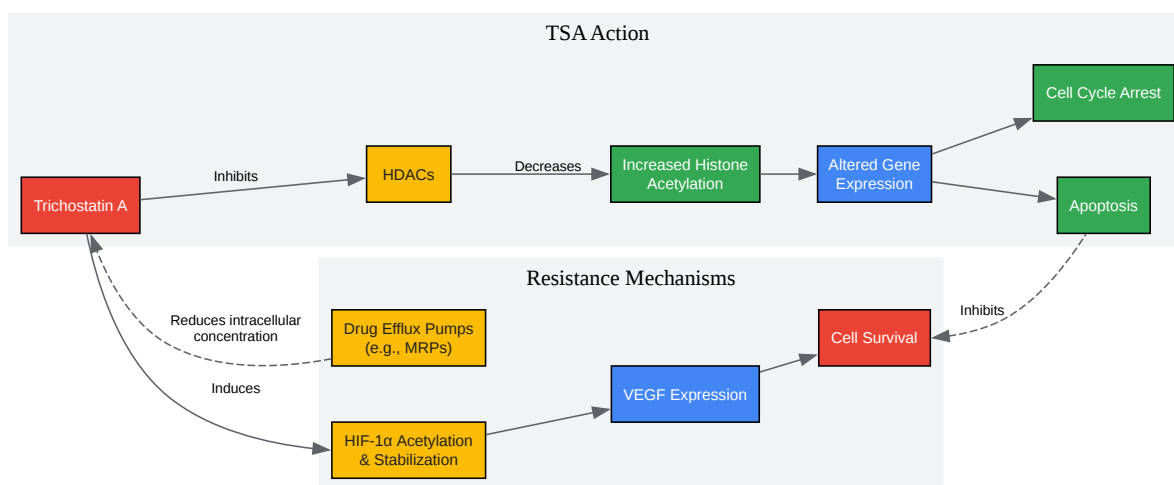 TSA Action
Cell Cycle Arrest
Inhibits
HDACs
Decreases
Increased Histone
Acetylation
Altered Gene
Expression
Trichostatin A
Apoptosis
Resistance Mechanisms
Reduces intracellular
concentration
Drug Efflux Pumps
(e.g., MRPs)
Inhibits
Cell Survival
Induces
VEGF Expression
HIF-1α Acetylation
& Stabilization